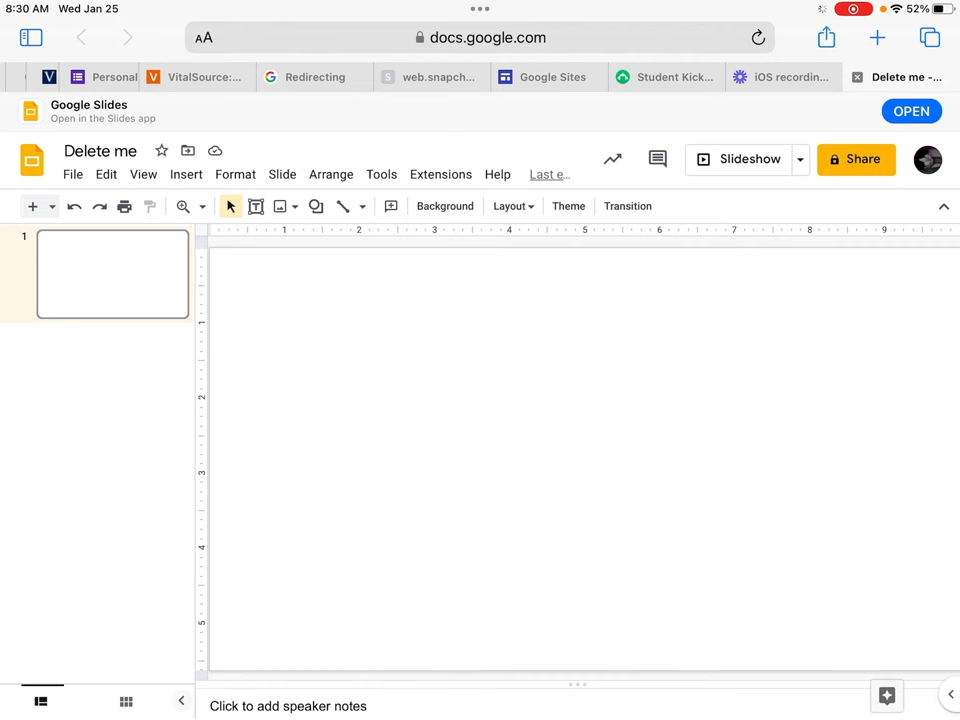 8:30 AM Wed Jan 25
52%
AA docs.google.com
Personal VitalSource:... Redirecting web.snapch... Google Sites Student Kick... iOS recordin... Delete me -...
Google Slides
Open in the Slides app
OPEN
Delete me
Slideshow Share
File Edit View Insert Format Slide Arrange Tools Extensions Help Last e...
Background Layout Theme Transition
1
1 2 3 4 5 6 7 8 9
1
2
3
4
5
Click to add speaker notes